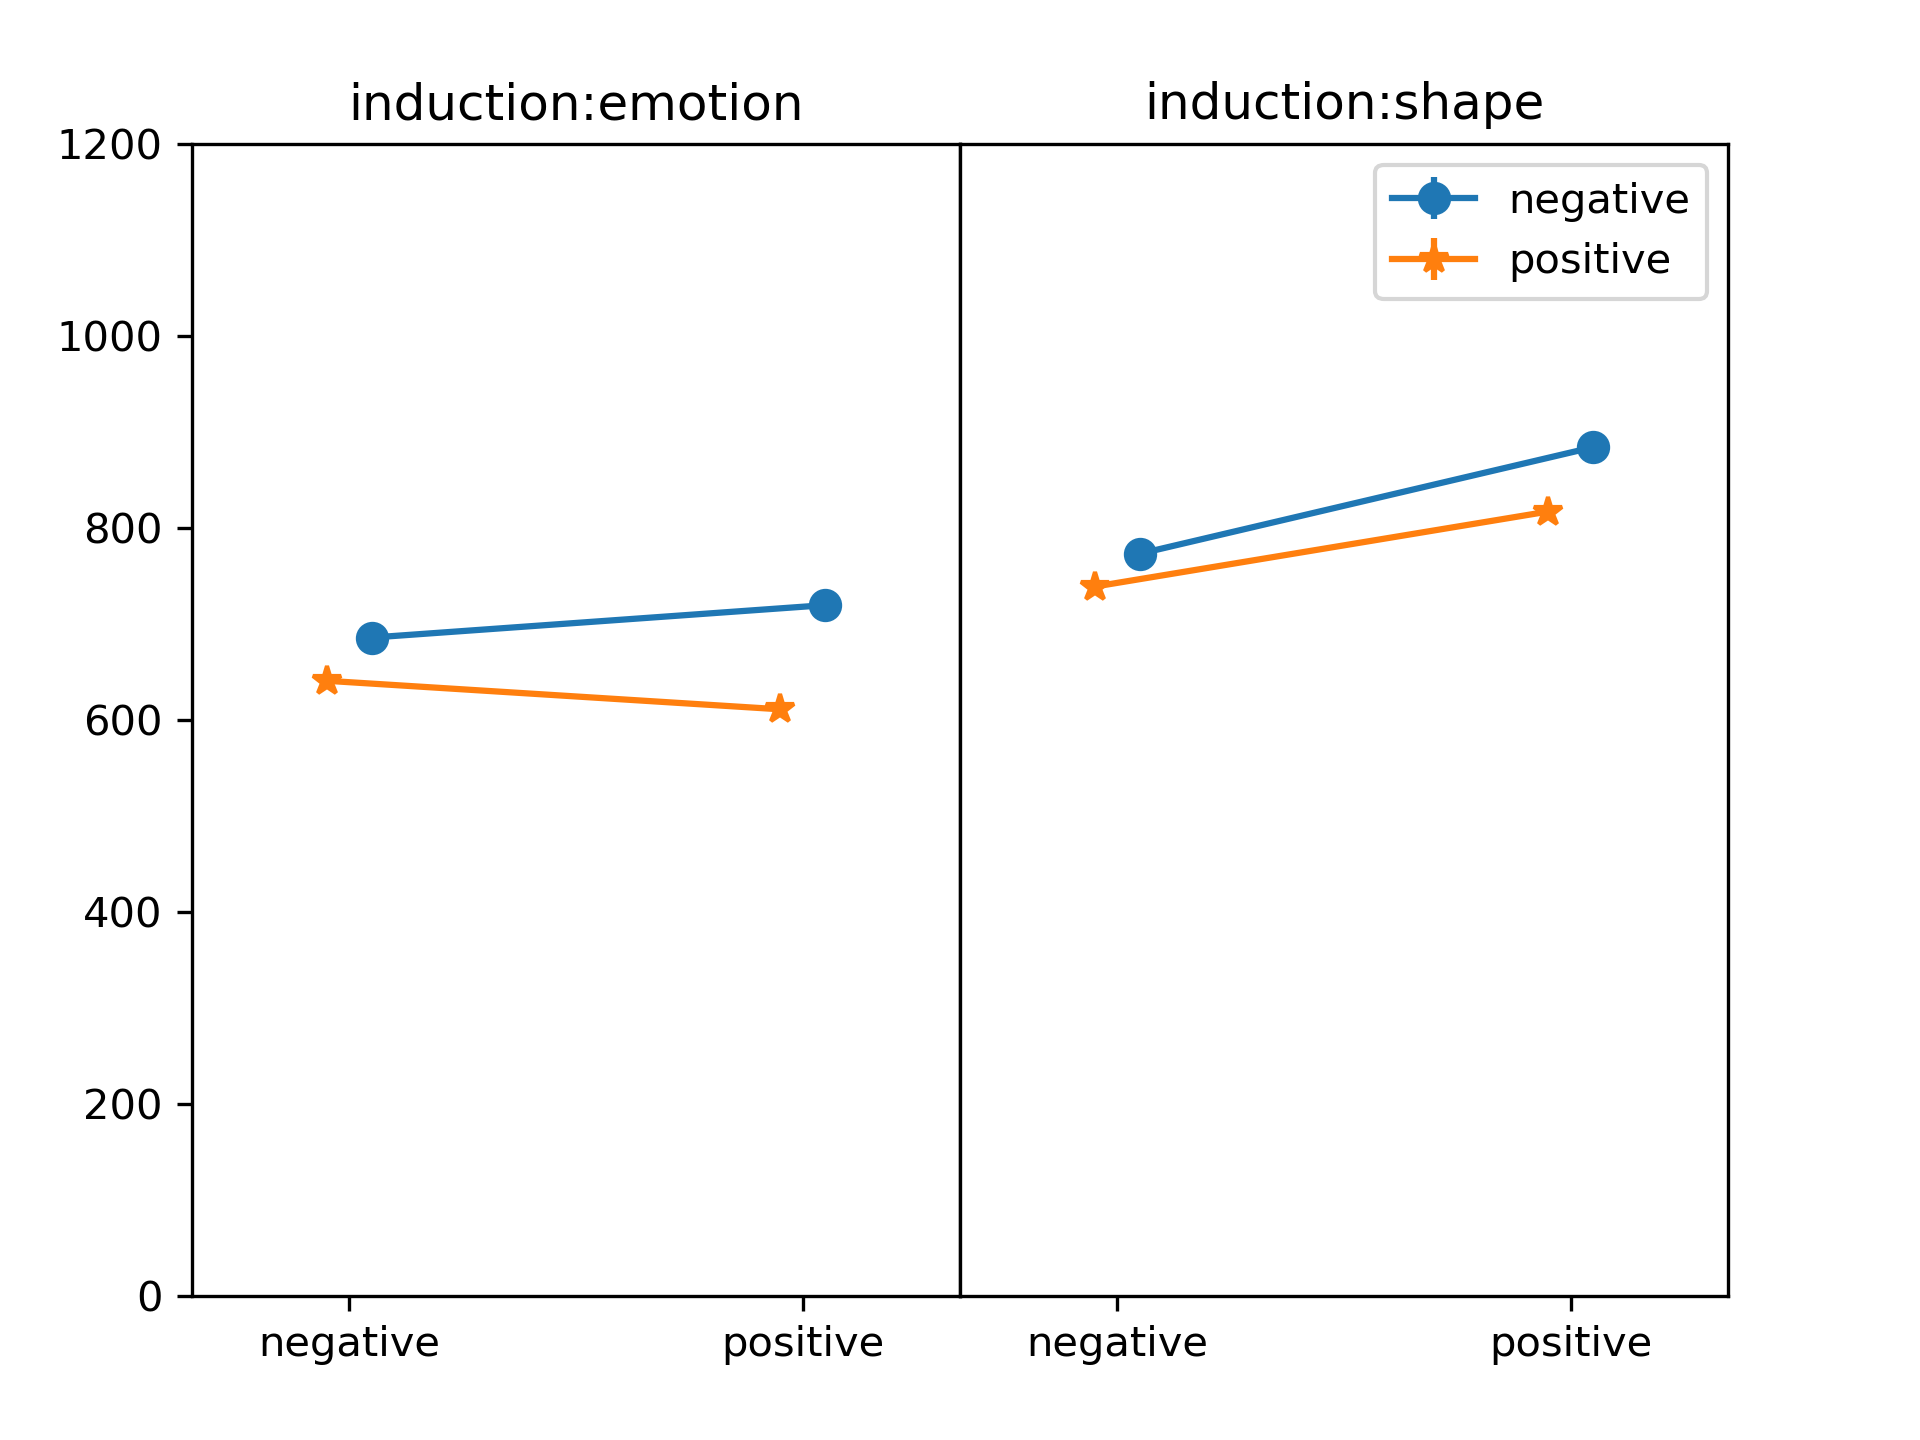 induction:emotion
induction:shape
negative
positive
1200
1000
800
600
400
200
0
negative
positive
negative
positive